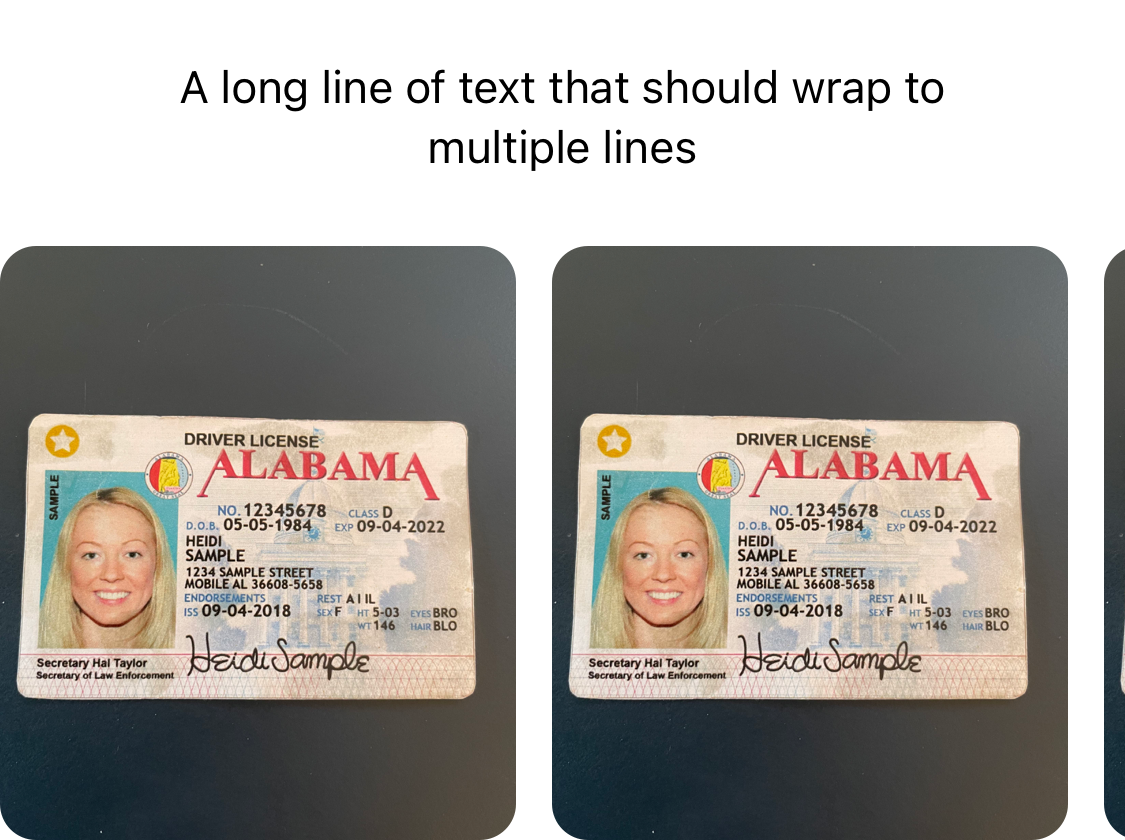 A long line of text that should wrap to
multiple lines
DRIVER LICENSE
ALABAMA
SAMPLE
NO. 12345678 CLASS D
D.O.B. 05-05-1984 EXP 09-04-2022
HEIDI
SAMPLE
1234 SAMPLE STREET
MOBILE AL 36608-5658
ENDORSEMENTS REST A I IL
ISS 09-04-2018 SEX F HT 5-03 EYES BRO
WT 146 HAIR BLO
Heidi Sample
Secretary Hal Taylor
Secretary of Law Enforcement
DRIVER LICENSE
ALABAMA
SAMPLE
NO. 12345678 CLASS D
D.O.B. 05-05-1984 EXP 09-04-2022
HEIDI
SAMPLE
1234 SAMPLE STREET
MOBILE AL 36608-5658
ENDORSEMENTS REST A I IL
ISS 09-04-2018 SEX F HT 5-03 EYES BRO
WT 146 HAIR BLO
Heidi Sample
Secretary Hal Taylor
Secretary of Law Enforcement